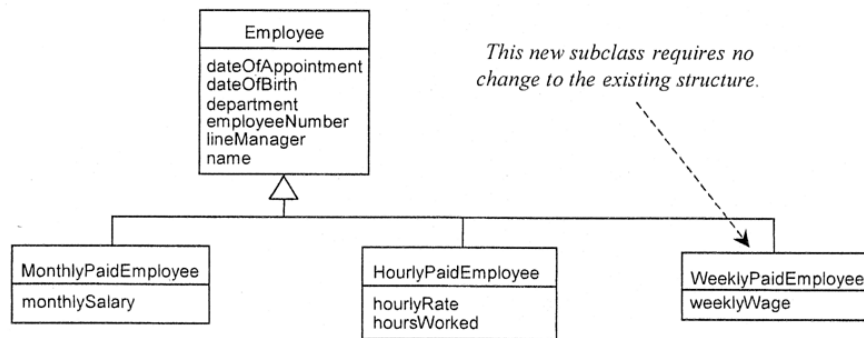 Employee
dateOfAppointment
dateOfBirth
department
employeeNumber
lineManager
name
This new subclass requires no
change to the existing structure.
MonthlyPaidEmployee
monthlySalary
HourlyPaidEmployee
hourlyRate
hoursWorked
WeeklyPaidEmployee
weeklyWage